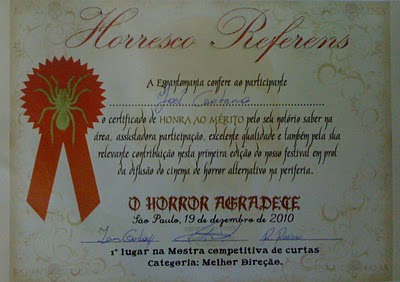 Horresco Referens
A Espantomania confere ao participante
Joel Caetano
o certificado de HONRA AO MÉRITO pelo seu notório saber na
área, assustadora participação, excelente qualidade e também pela sua
relevante contribuição nesta primeira edição do nosso festival em prol
da difusão do cinema de horror alternativo na periferia.
O HORROR AGRADECE
São Paulo, 19 de dezembro de 2010
1º lugar na Mostra competitiva de curtas
Categoria: Melhor Direção.